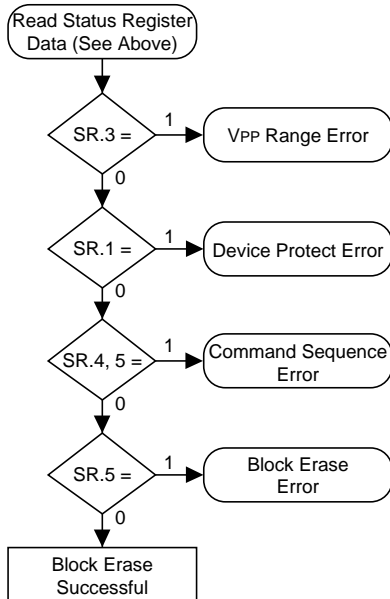 Read Status Register
Data (See Above)
SR.3 =
1
VPP Range Error
0
SR.1 =
1
Device Protect Error
0
SR.4, 5 =
1
Command Sequence
Error
0
SR.5 =
1
Block Erase
Error
0
Block Erase
Successful